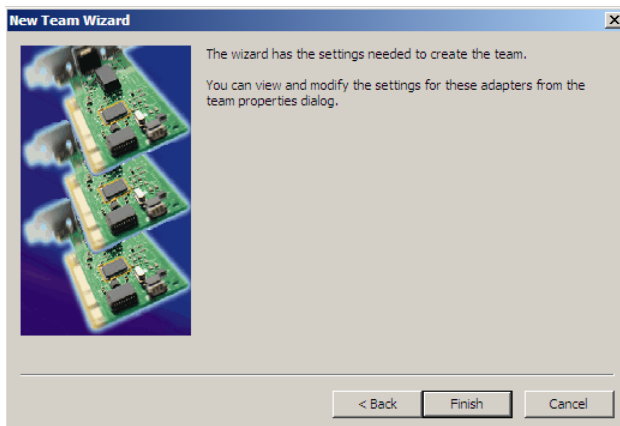 New Team Wizard
The wizard has the settings needed to create the team.
You can view and modify the settings for these adapters from the
team properties dialog.
< Back
Finish
Cancel